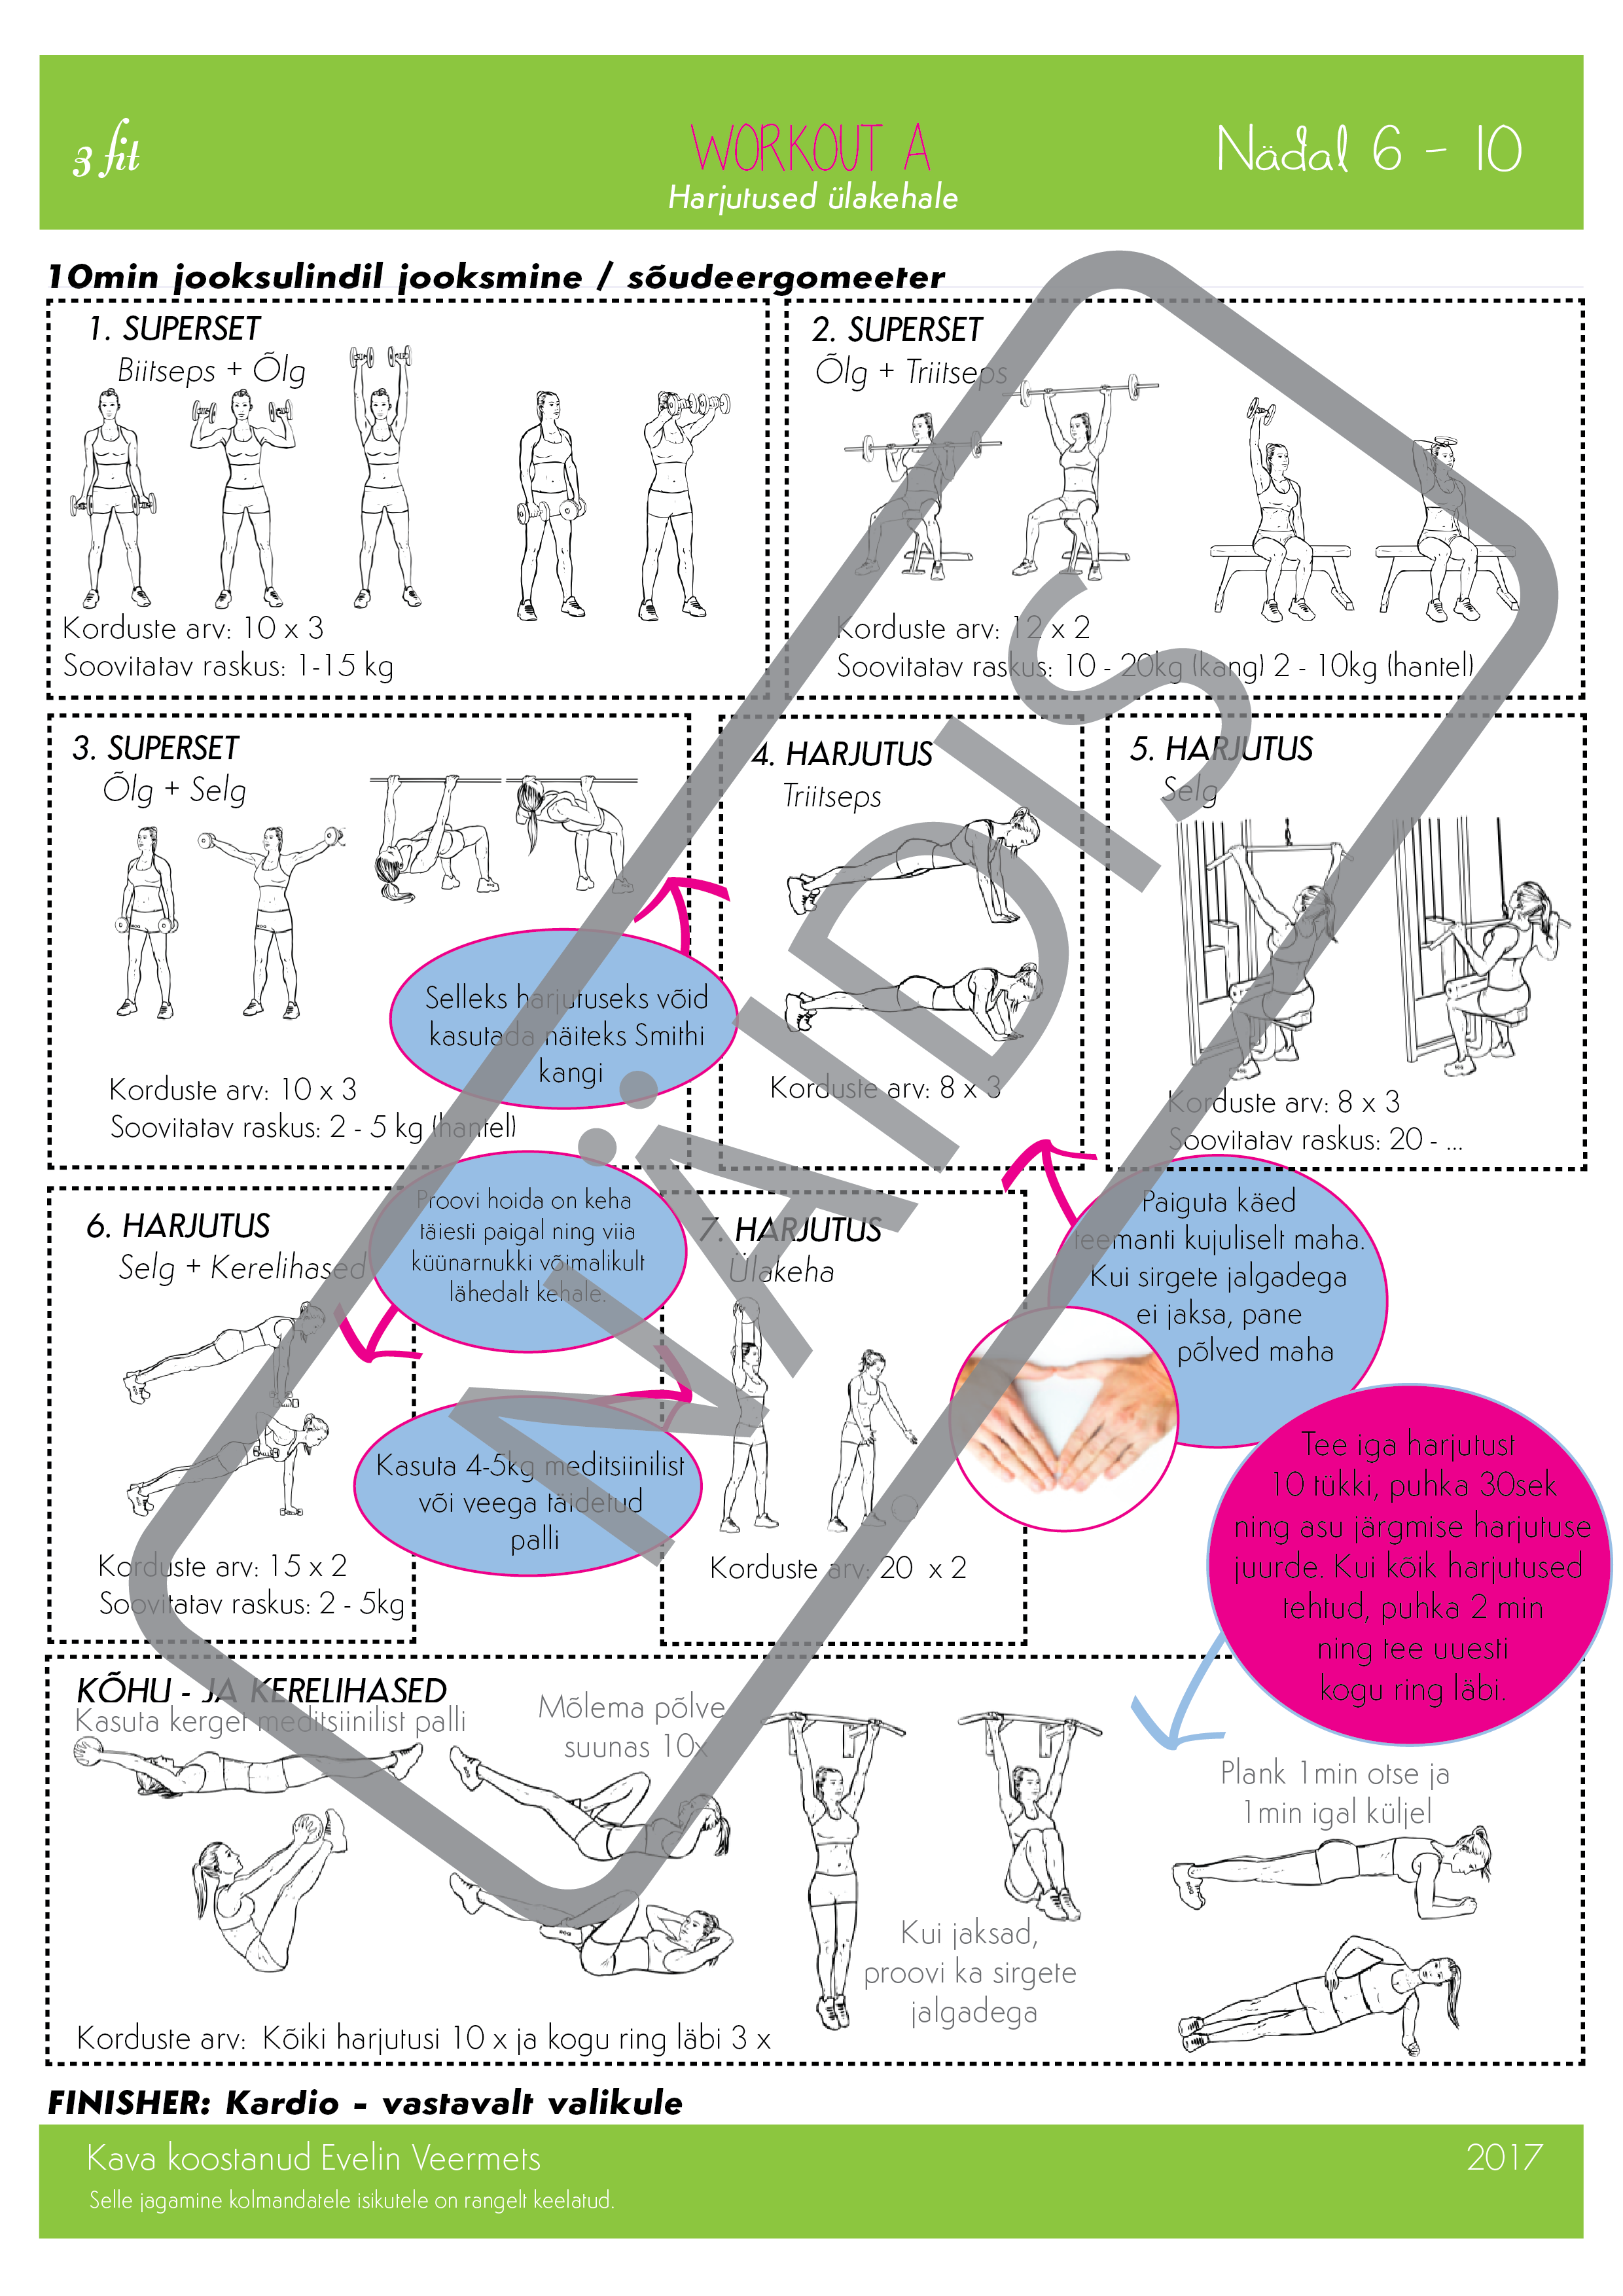 3 fit
WORKOUT A
Nädal 6 - 10
Harjutused ülakehale
10min jooksulindil jooksmine / sõudeergomeeter
1. SUPERSET
Biitseps + Õlg
Korduste arv: 10 x 3
Soovitatav raskus: 1-15 kg
2. SUPERSET
Õlg + Triitseps
Korduste arv: 12 x 2
Soovitatav raskus: 10 - 20kg (kang) 2 - 10kg (hantel)
3. SUPERSET
Õlg + Selg
Selleks harjutuseks võid
kasutada näiteks Smithi
kangi
Korduste arv: 10 x 3
Soovitatav raskus: 2 - 5 kg (hantel)
4. HARJUTUS
Triitseps
Korduste arv: 8 x 3
5. HARJUTUS
Selg
Korduste arv: 8 x 3
Soovitatav raskus: 20 - ...
6. HARJUTUS
Selg + Kerelihased
Proovi hoida on keha
täiesti paigal ning viia
küünarnukki võimalikult
lähedalt kehale.
Korduste arv: 15 x 2
Soovitatav raskus: 2 - 5kg
7. HARJUTUS
Ülakeha
Kasuta 4-5kg meditsiinilist
või veega täidetud
palli
Korduste arv: 20 x 2
Paiguta käed
teemanti kujuliselt maha.
Kui sirgete jalgadega
ei jaksa, pane
põlved maha
Tee iga harjutust
10 tükki, puhka 30sek
ning asu järgmise harjutuse
juurde. Kui kõik harjutused
tehtud, puhka 2 min
ning tee uuesti
kogu ring läbi.
KÕHU - JA KERELIHASED
Kasuta kerget meditsiinilist palli
Mõlema põlve
suunas 10x
Kui jaksad,
proovi ka sirgete
jalgadega
Plank 1min otse ja
1min igal küljel
Korduste arv: Kõiki harjutusi 10 x ja kogu ring läbi 3 x
FINISHER: Kardio - vastavalt valikule
Kava koostanud Evelin Veermets
2017
Selle jagamine kolmandatele isikutele on rangelt keelatud.
NÄIDIS